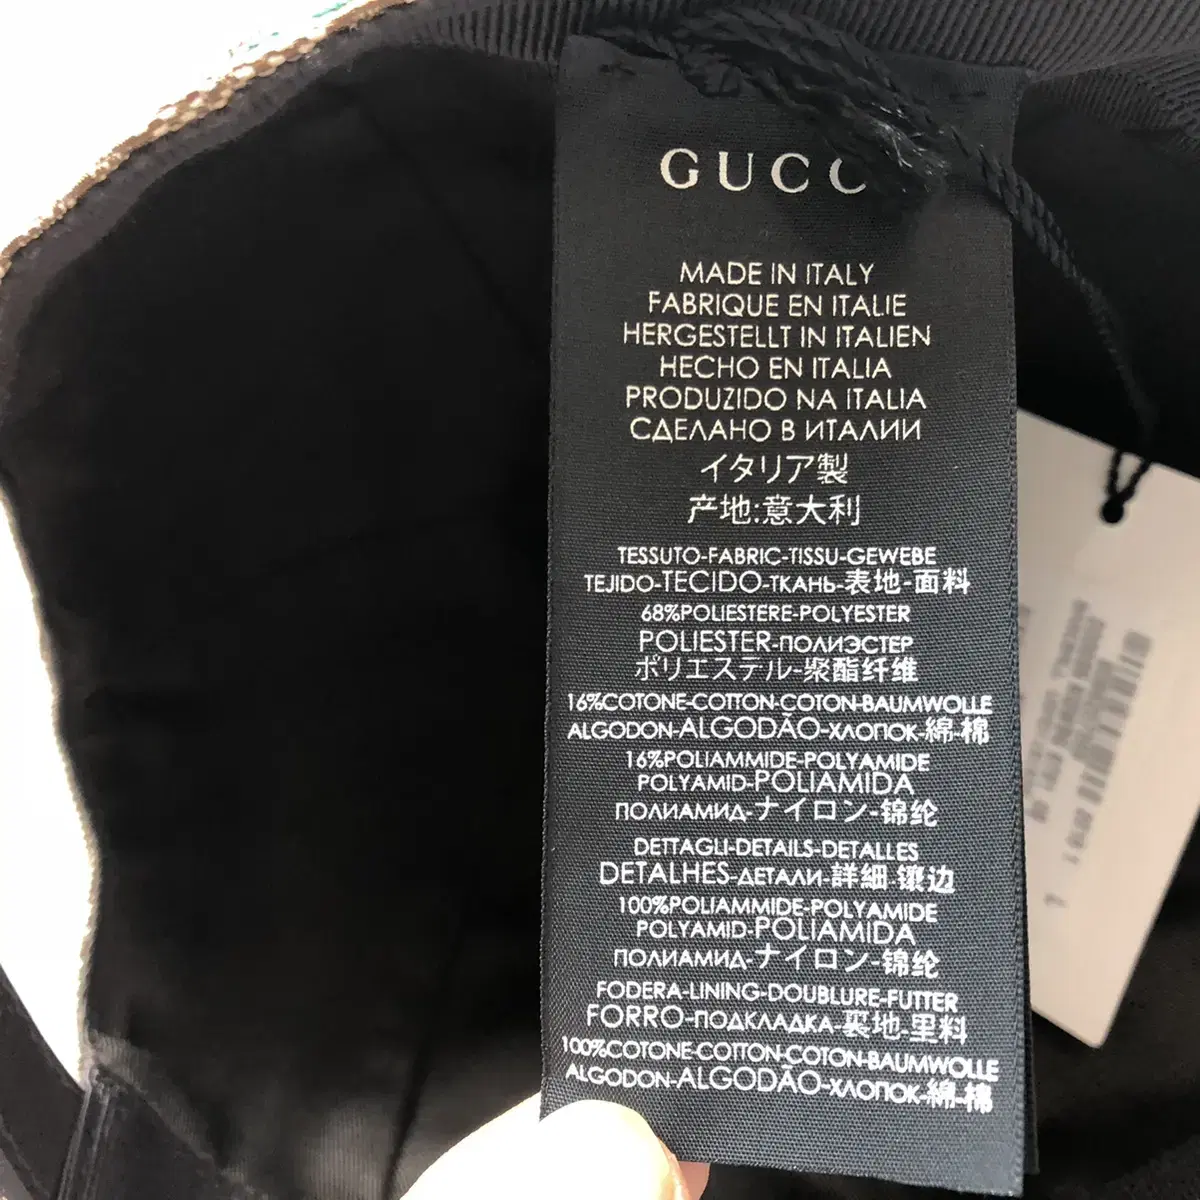 GUCC
MADE IN ITALY
FABRIQUE EN ITALIE
HERGESTELLT IN ITALIEN
HECHO EN ITALIA
PRODUZIDO NA ITALIA
СДЕЛАНО В ИТАЛИИ
イタリア製
产地:意大利
TESSUTO-FABRIC-TISSU-GEWEBE
TEJIDO-TECIDO-ТКАНЬ-表地-面料
68%POLIESTERE-POLYESTER
POLIESTER-ПОЛИЭСТЕР
ポリエステル-聚酯纤维
16%COTONE-COTTON-COTON-BAUMWOLLE
ALGODON-ALGODÃO-ХЛОПОК-綿-棉
16%POLIAMMIDE-POLYAMIDE
POLYAMID-POLIAMIDA
ПОЛИАМИД-ナイロン-锦纶
DETTAGLI-DETAILS-DETALLES
DETALHES-ДЕТАЛИ-詳細-镶边
100%POLIAMMIDE-POLYAMIDE
POLYAMID-POLIAMIDA
ПОЛИАМИД-ナイロン-锦纶
FODERA-LINING-DOUBLURE-FUTTER
FORRO-ПОДКЛАДКА-裏地-里料
100%COTONE-COTTON-COTON-BAUMWOLLE
ALGODON-ALGODÃO-ХЛОПОК-綿-棉